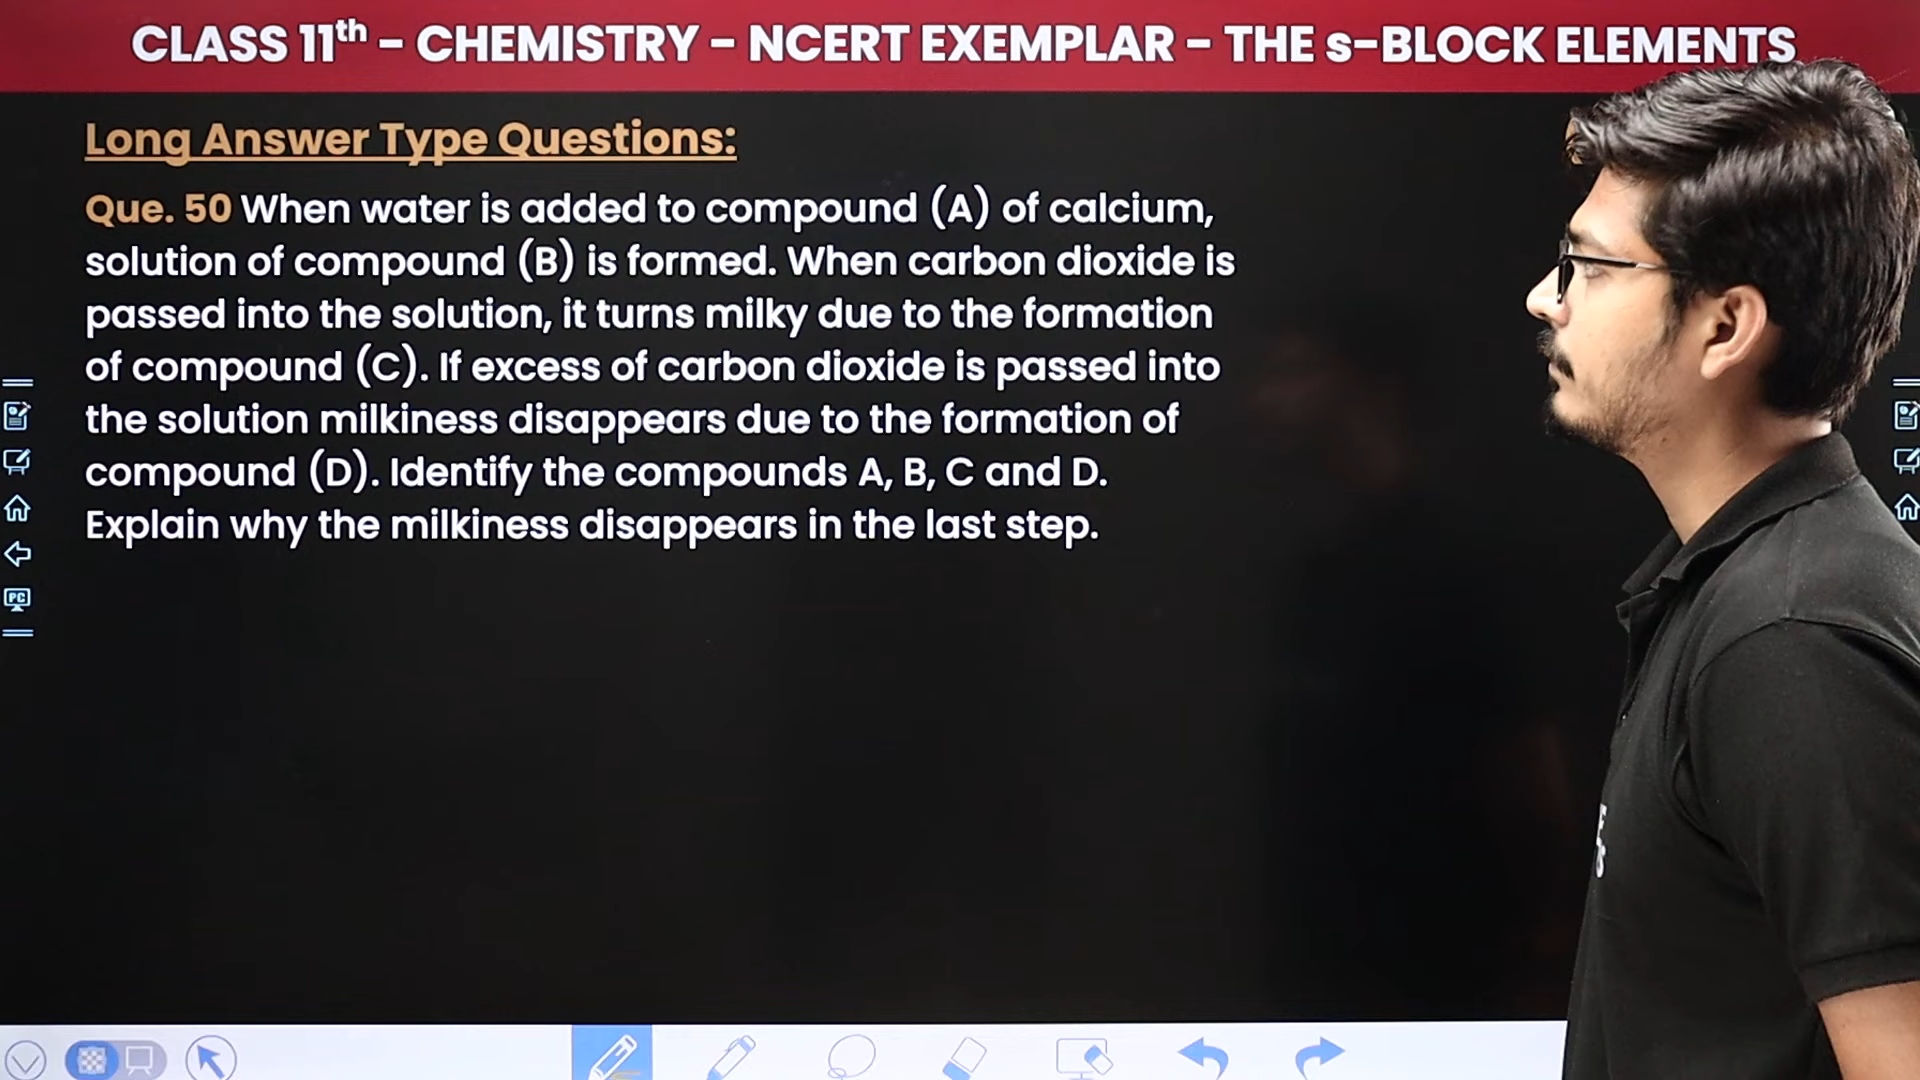 CLASS 11th - CHEMISTRY - NCERT EXEMPLAR - THE s-BLOCK ELEMENTS
Long Answer Type Questions:
Que. 50 When water is added to compound (A) of calcium,
solution of compound (B) is formed. When carbon dioxide is
passed into the solution, it turns milky due to the formation
of compound (C). If excess of carbon dioxide is passed into
the solution milkiness disappears due to the formation of
compound (D). Identify the compounds A, B, C and D.
Explain why the milkiness disappears in the last step.
PC